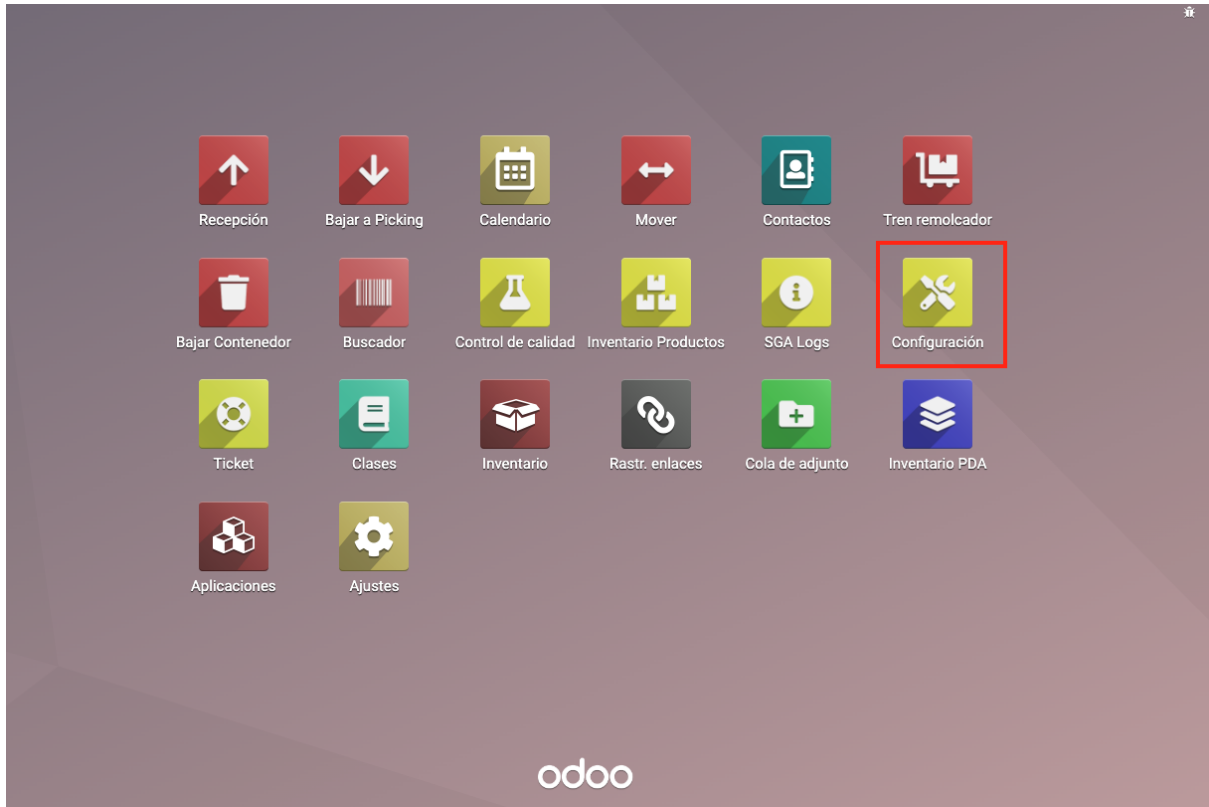 Recepción
Bajar a Picking
Calendario
Mover
Contactos
Tren remolcador
Bajar Contenedor
Buscador
Control de calidad
Inventario Productos
SGA Logs
Configuración
Ticket
Clases
Inventario
Rastr. enlaces
Cola de adjunto
Inventario PDA
Aplicaciones
Ajustes
odoo